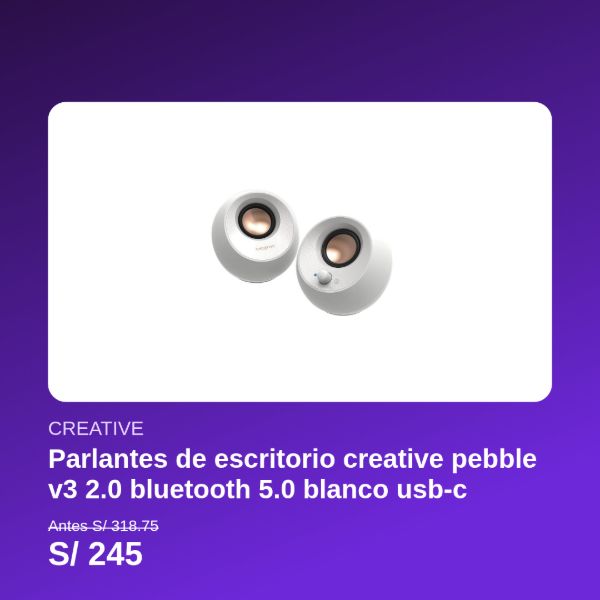 CREATIVE
Parlantes de escritorio creative pebble
v3 2.0 bluetooth 5.0 blanco usb-c
Antes S/ 318.75
S/ 245